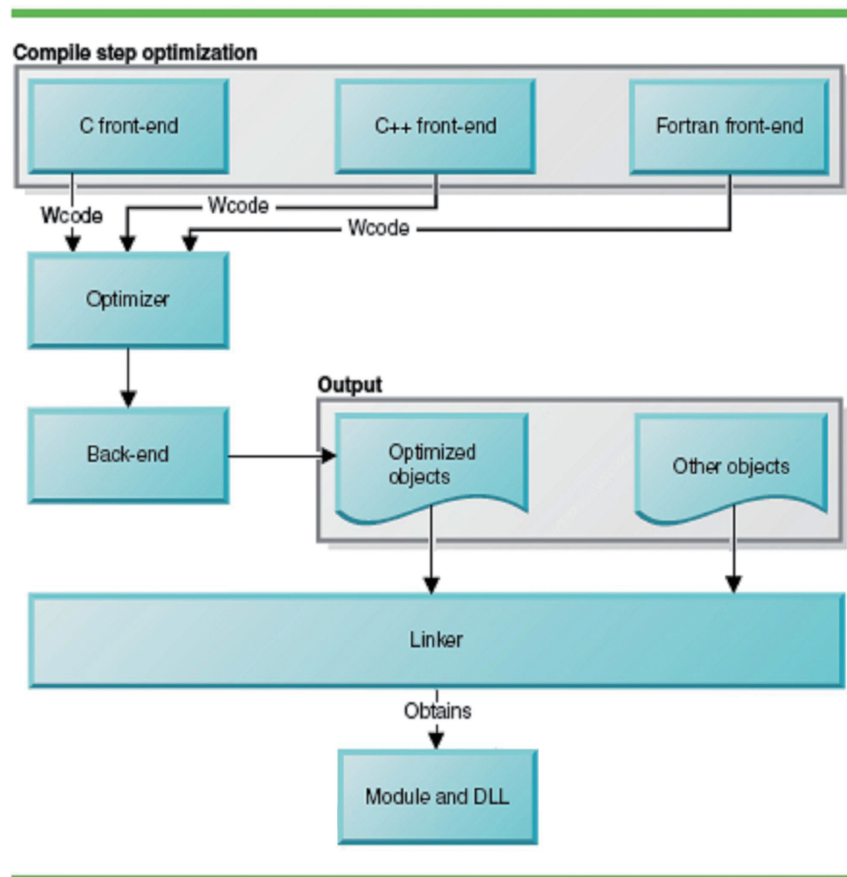 Compile step optimization
C front-end
C++ front-end
Fortran front-end
Wcode
Wcode
Wcode
Optimizer
Output
Back-end
Optimized
objects
Other objects
Linker
Obtains
Module and DLL